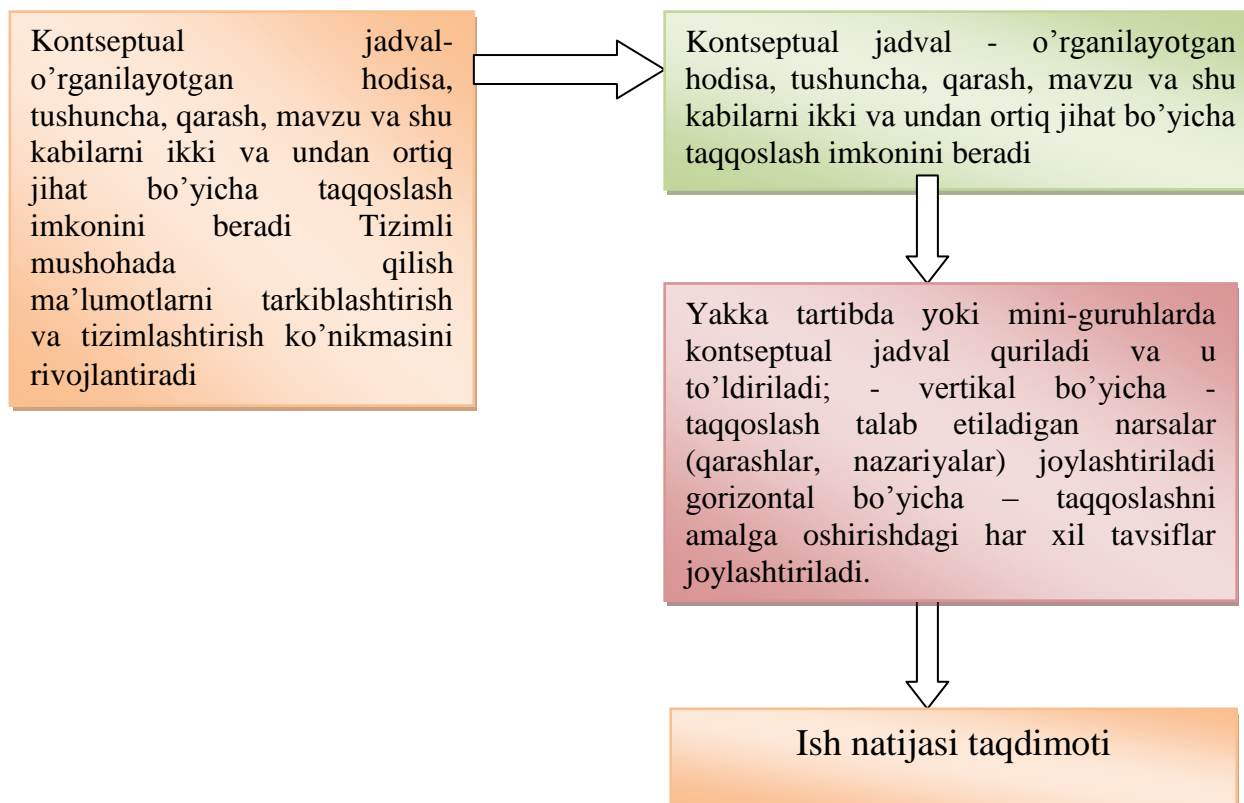 Kontseptual jadval-
o’rganilayotgan hodisa,
tushuncha, qarash, mavzu va shu
kabilarni ikki va undan ortiq
jihat bo’yicha taqqoslash
imkonini beradi Tizimli
mushohada qilish
ma’lumotlarni tarkiblashtirish
va tizimlashtirish ko’nikmasini
rivojlantiradi
Kontseptual jadval - o’rganilayotgan
hodisa, tushuncha, qarash, mavzu va shu
kabilarni ikki va undan ortiq jihat bo’yicha
taqqoslash imkonini beradi
Yakka tartibda yoki mini-guruhlarda
kontseptual jadval quriladi va u
to’ldiriladi; - vertikal bo’yicha -
taqqoslash talab etiladigan narsalar
(qarashlar, nazariyalar) joylashtiriladi
gorizontal bo’yicha – taqqoslashni
amalga oshirishdagi har xil tavsiflar
joylashtiriladi.
Ish natijasi taqdimoti